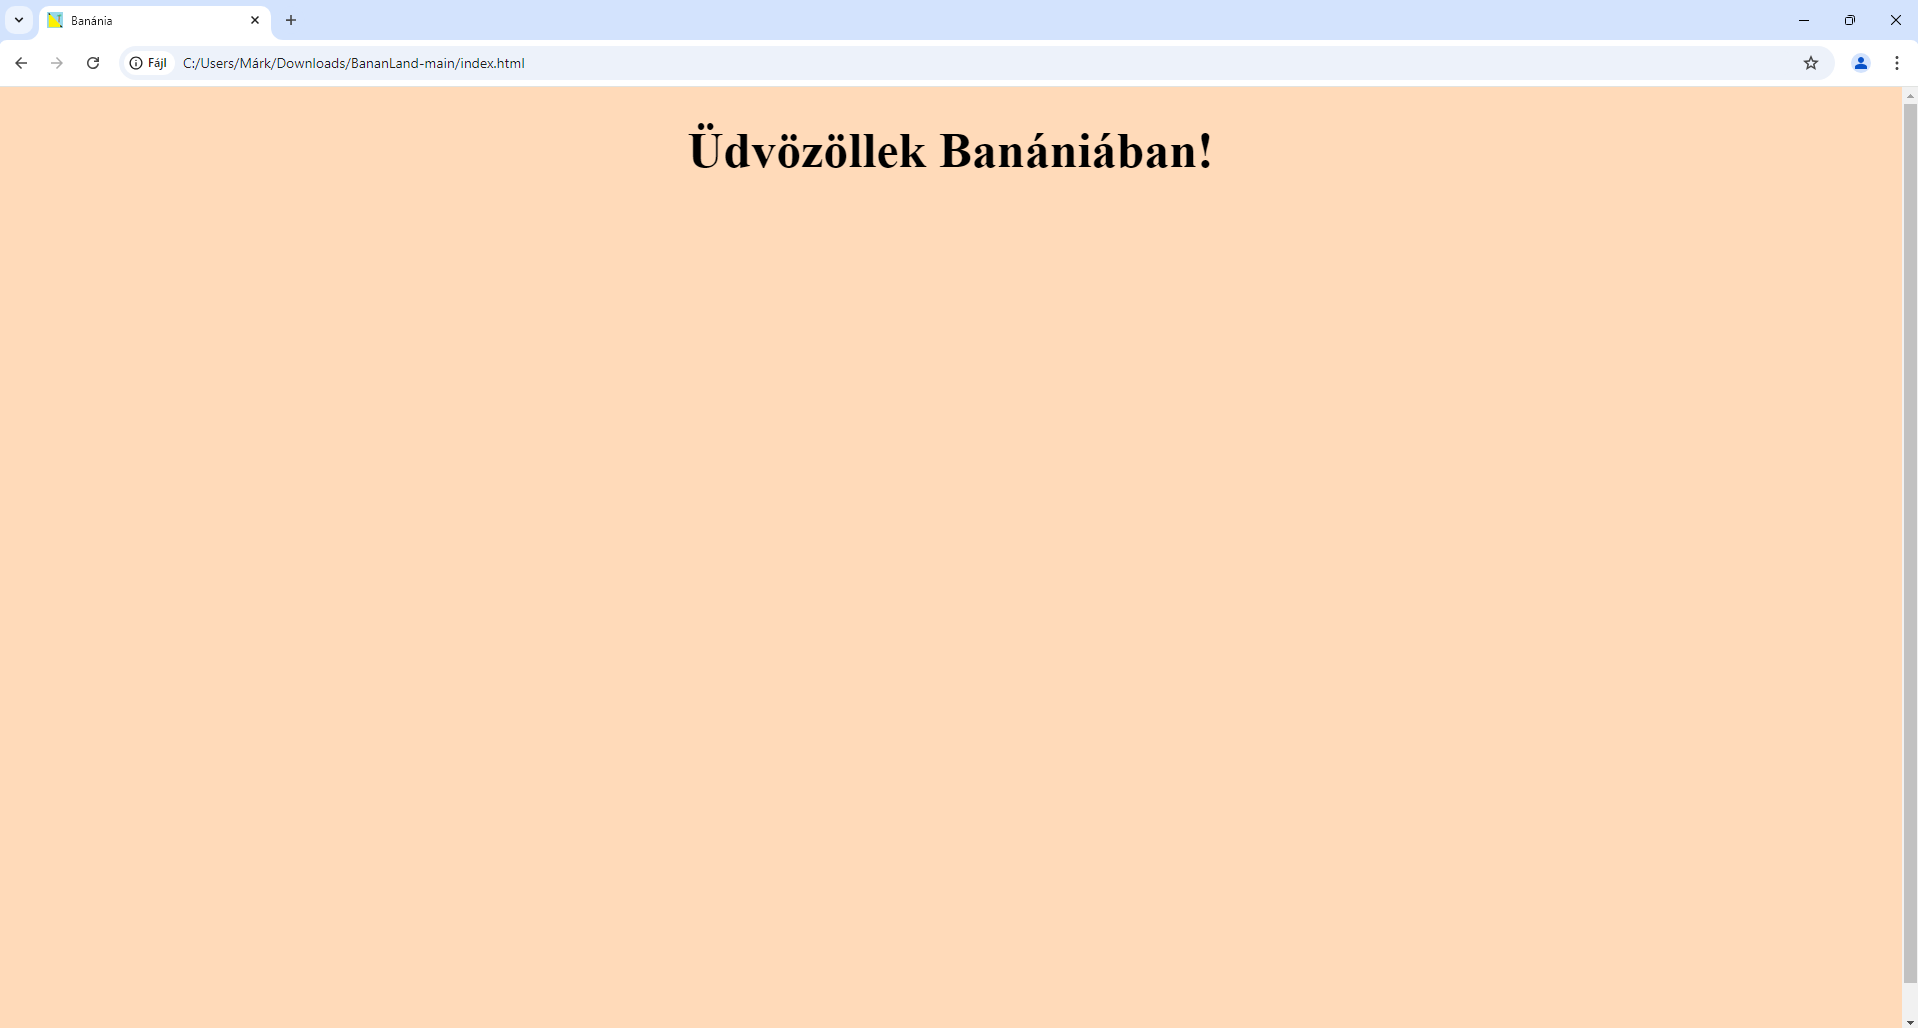 Banánia
Fájl C:/Users/Márk/Downloads/BananLand-main/index.html
Üdvözöllek Banániában!